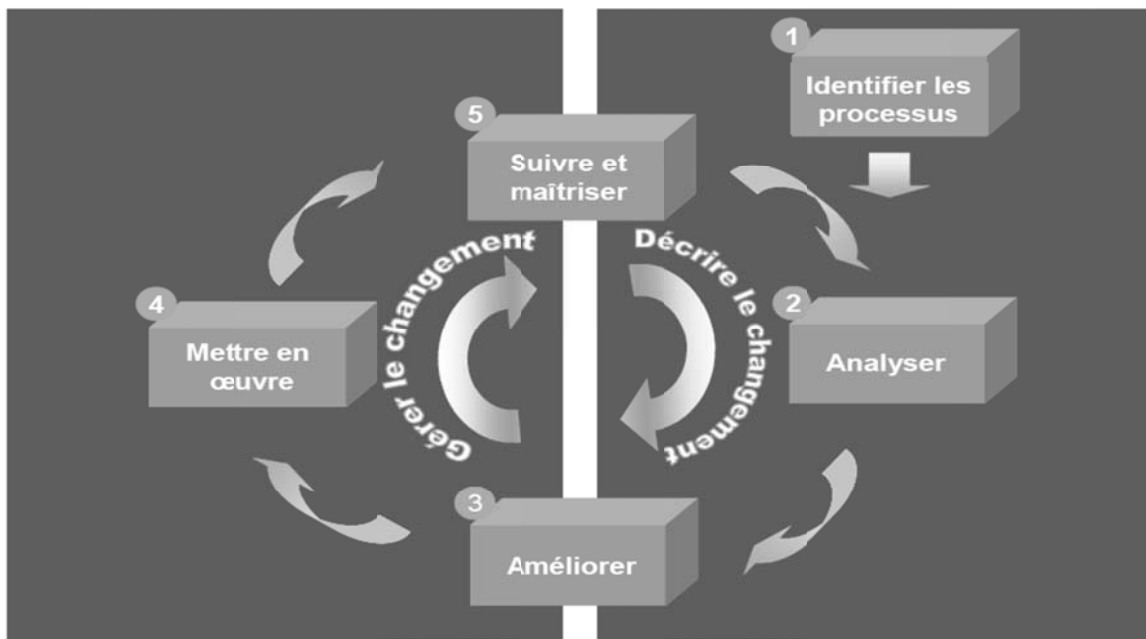 1
Identifier les
processus
5
Suivre et
maîtriser
Gérer le changement
Décrire le changement
4
Mettre en
œuvre
2
Analyser
3
Améliorer